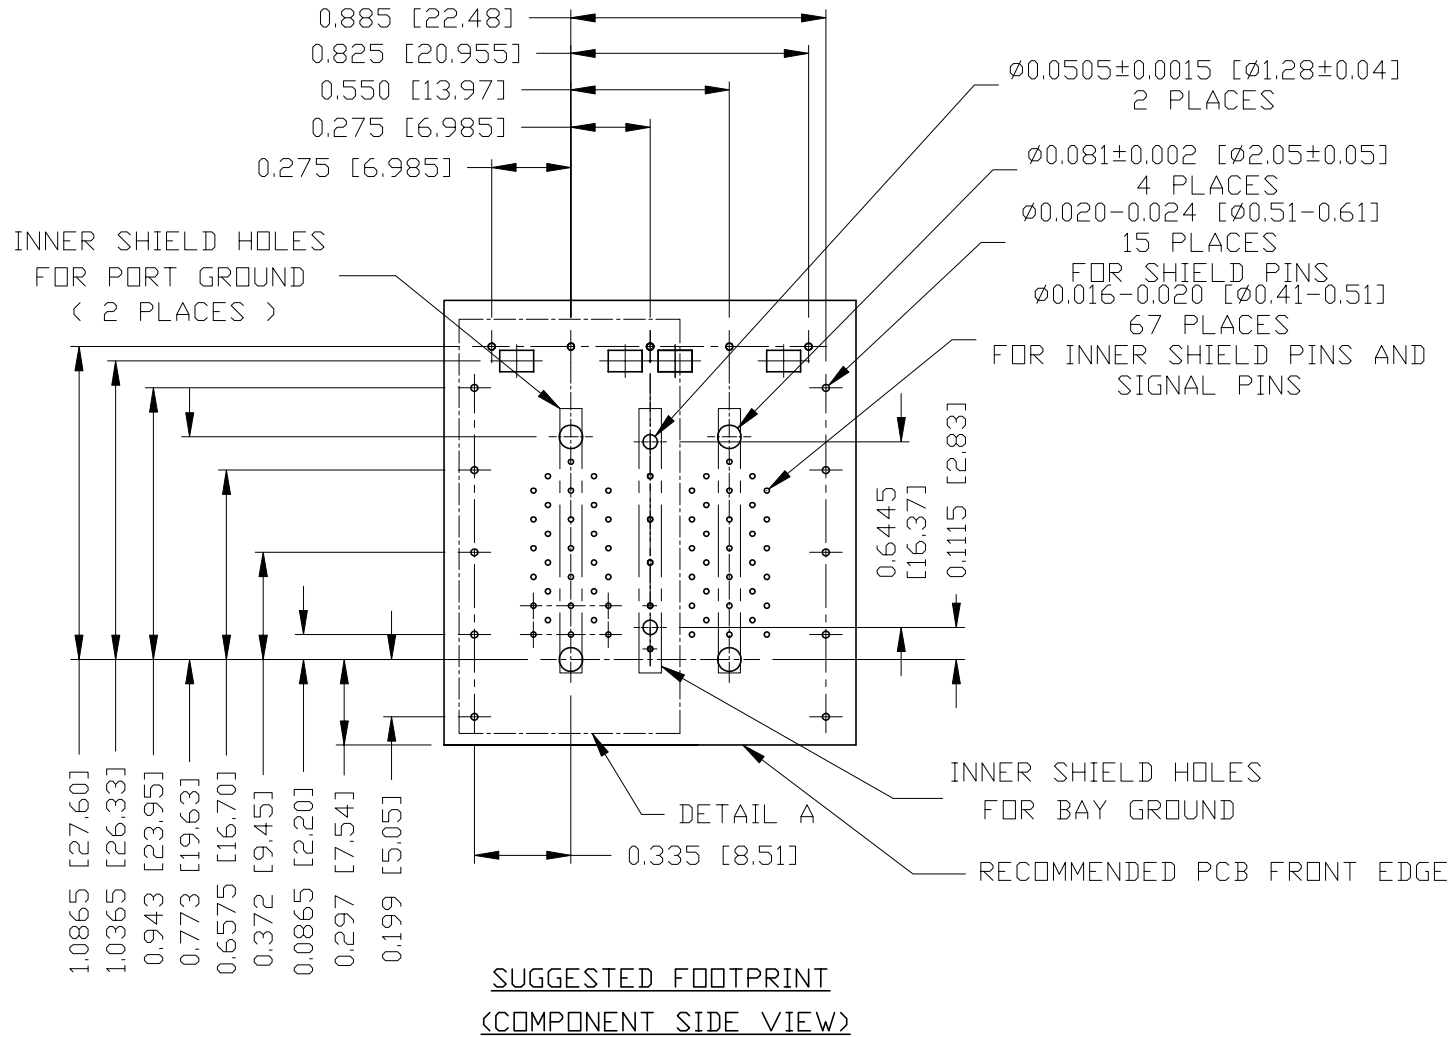 0.885 [22.48]
0.825 [20.955]
0.550 [13.97]
0.275 [6.985]
0.275 [6.985]
Ø0.0505±0.0015 [Ø1.28±0.04]
2 PLACES
Ø0.081±0.002 [Ø2.05±0.05]
4 PLACES
Ø0.020-0.024 [Ø0.51-0.61]
15 PLACES
FOR SHIELD PINS
Ø0.016-0.020 [Ø0.41-0.51]
67 PLACES
FOR INNER SHIELD PINS AND
SIGNAL PINS
INNER SHIELD HOLES
FOR PORT GROUND
( 2 PLACES )
0.6445
[16.37]
0.1115 [2.83]
1.0865 [27.60]
1.0365 [26.33]
0.943 [23.95]
0.773 [19.63]
0.6575 [16.70]
0.372 [9.45]
0.0865 [2.20]
0.297 [7.54]
0.199 [5.05]
DETAIL A
0.335 [8.51]
INNER SHIELD HOLES
FOR BAY GROUND
RECOMMENDED PCB FRONT EDGE
SUGGESTED FOOTPRINT
(COMPONENT SIDE VIEW)